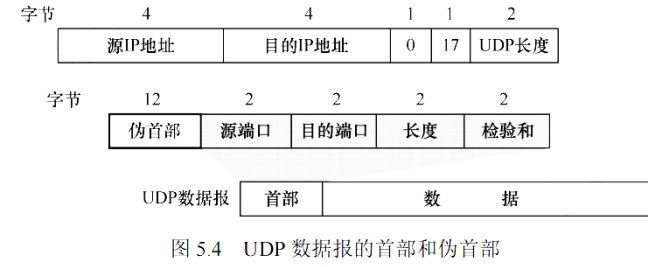 字节 4 4 1 1 2
源IP地址 目的IP地址 0 17 UDP长度
字节 12 2 2 2 2
伪首部 源端口 目的端口 长度 检验和
UDP数据报 首部 数 据
图 5.4 UDP 数据报的首部和伪首部